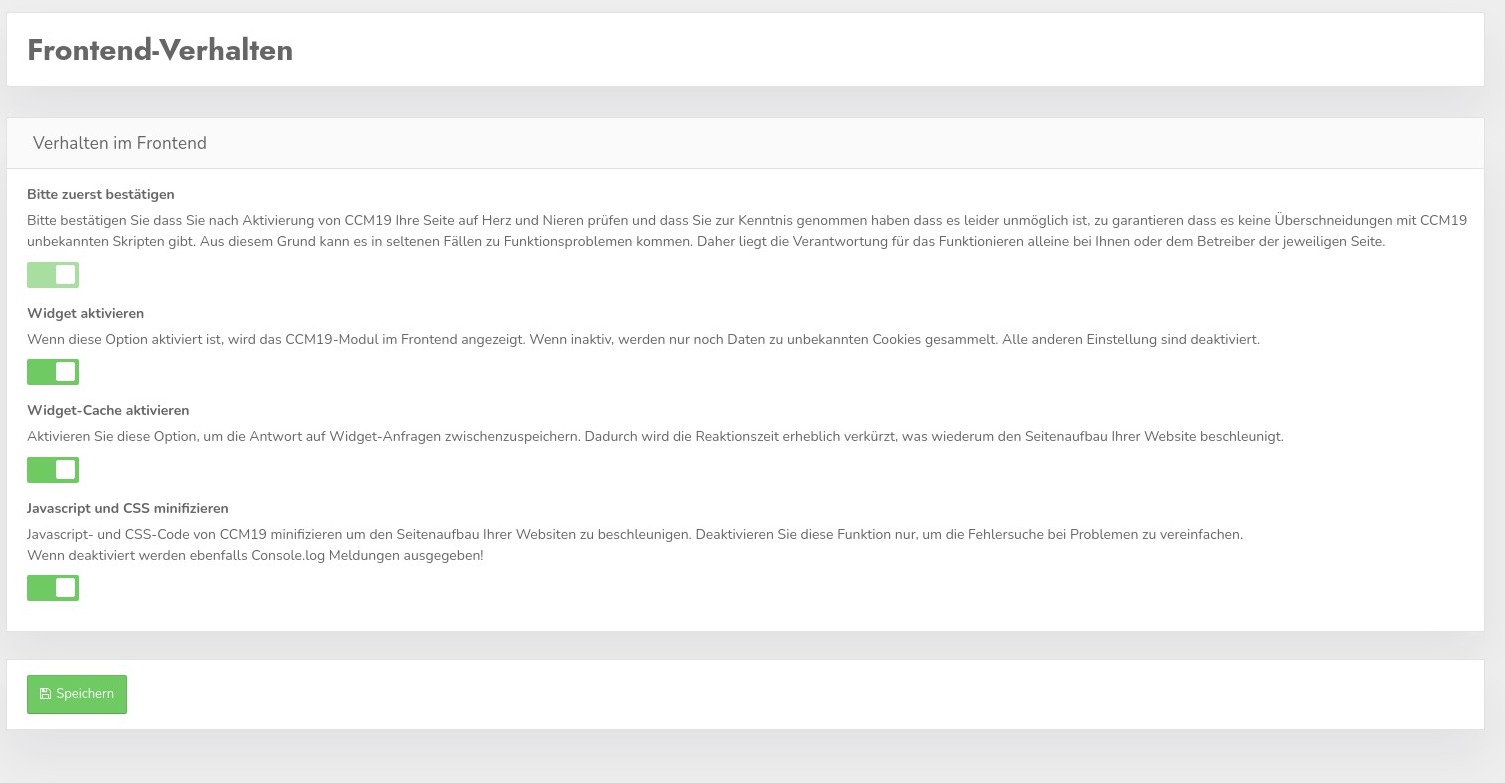 Frontend-Verhalten
Verhalten im Frontend
Bitte zuerst bestätigen
Bitte bestätigen Sie dass Sie nach Aktivierung von CCM19 Ihre Seite auf Herz und Nieren prüfen und dass Sie zur Kenntnis genommen haben dass es leider unmöglich ist, zu garantieren dass es keine Überschneidungen mit CCM19
unbekannten Skripten gibt. Aus diesem Grund kann es in seltenen Fällen zu Funktionsproblemen kommen. Daher liegt die Verantwortung für das Funktionieren alleine bei Ihnen oder dem Betreiber der jeweiligen Seite.
Widget aktivieren
Wenn diese Option aktiviert ist, wird das CCM19-Modul im Frontend angezeigt. Wenn inaktiv, werden nur noch Daten zu unbekannten Cookies gesammelt. Alle anderen Einstellung sind deaktiviert.
Widget-Cache aktivieren
Aktivieren Sie diese Option, um die Antwort auf Widget-Anfragen zwischenzuspeichern. Dadurch wird die Reaktionszeit erheblich verkürzt, was wiederum den Seitenaufbau Ihrer Website beschleunigt.
Javascript und CSS minifizieren
Javascript- und CSS-Code von CCM19 minifizieren um den Seitenaufbau Ihrer Websiten zu beschleunigen. Deaktivieren Sie diese Funktion nur, um die Fehlersuche bei Problemen zu vereinfachen.
Wenn deaktiviert werden ebenfalls Console.log Meldungen ausgegeben!
Speichern